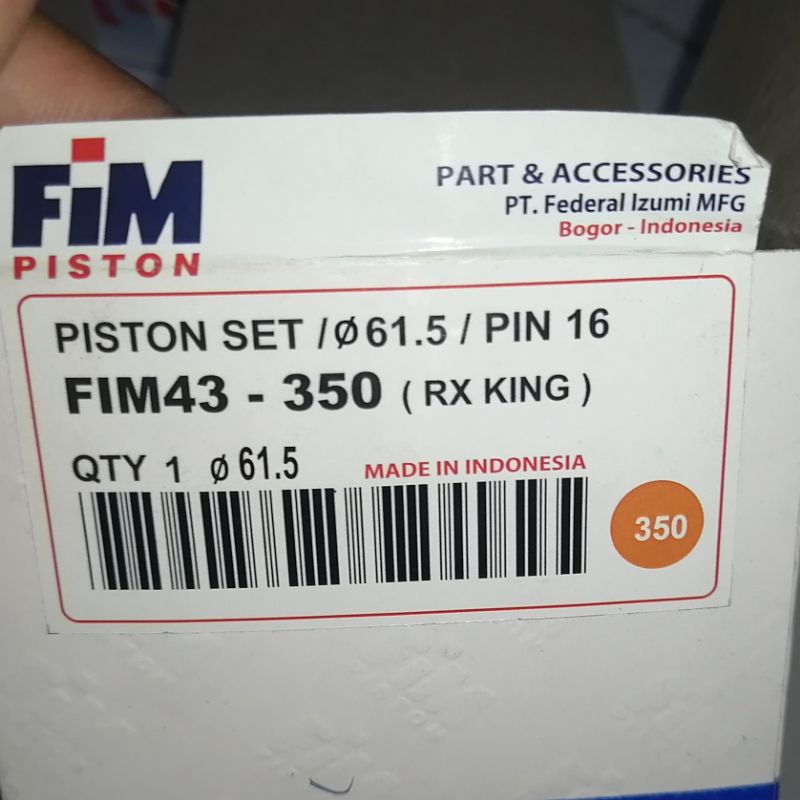 FiM
PISTON
PART & ACCESSORIES
PT. Federal Izumi MFG
Bogor - Indonesia
PISTON SET /Ø61.5 / PIN 16
FIM43 - 350 ( RX KING )
QTY 1 Ø 61.5
MADE IN INDONESIA
350